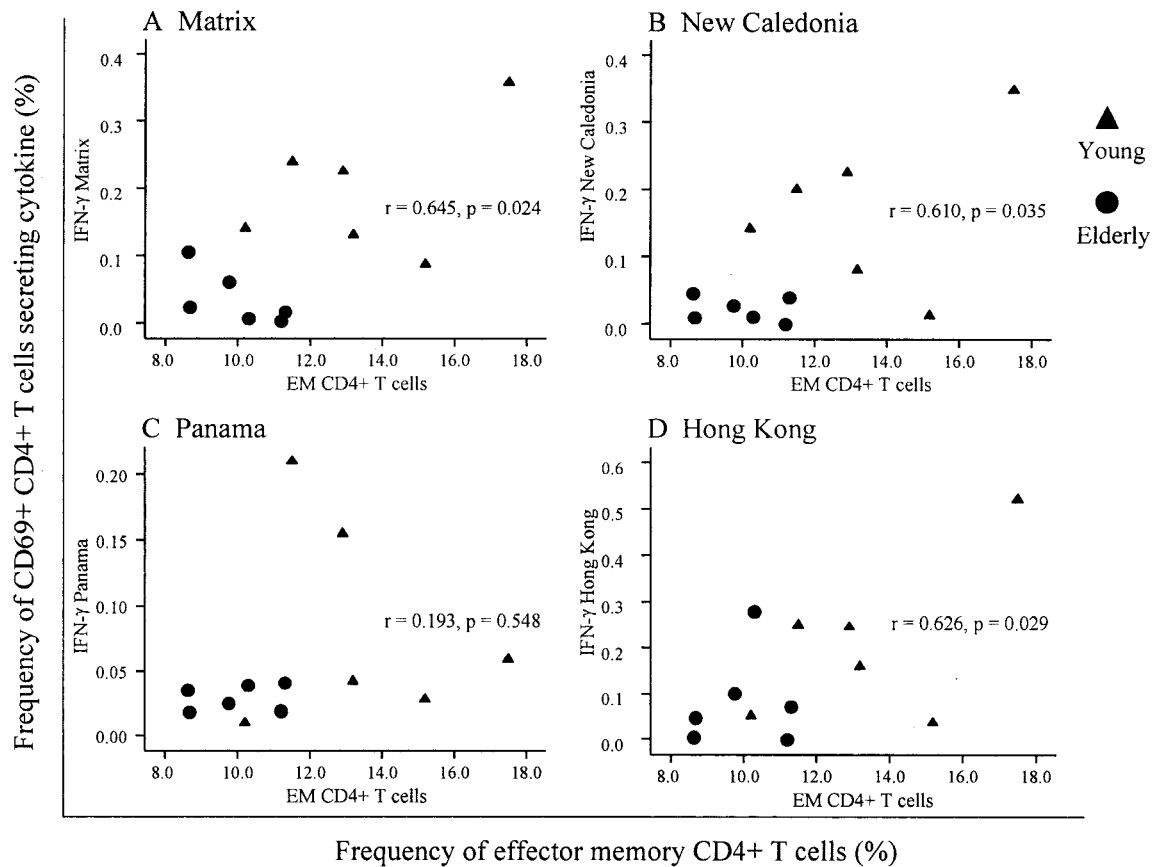 A Matrix
IFN-γ Matrix
0.4
0.3
0.2
0.1
0.0
r = 0.645, p = 0.024
8.0 10.0 12.0 14.0 16.0 18.0
EM CD4+ T cells
B New Caledonia
IFN-γ New Caledonia
0.4
0.3
0.2
0.1
0.0
r = 0.610, p = 0.035
8.0 10.0 12.0 14.0 16.0 18.0
EM CD4+ T cells
Young
Elderly
C Panama
IFN-γ Panama
0.20
0.15
0.10
0.05
0.00
r = 0.193, p = 0.548
8.0 10.0 12.0 14.0 16.0 18.0
EM CD4+ T cells
D Hong Kong
IFN-γ Hong Kong
0.6
0.5
0.4
0.3
0.2
0.1
0.0
r = 0.626, p = 0.029
8.0 10.0 12.0 14.0 16.0 18.0
EM CD4+ T cells
Frequency of CD69+ CD4+ T cells secreting cytokine (%)
Frequency of effector memory CD4+ T cells (%)